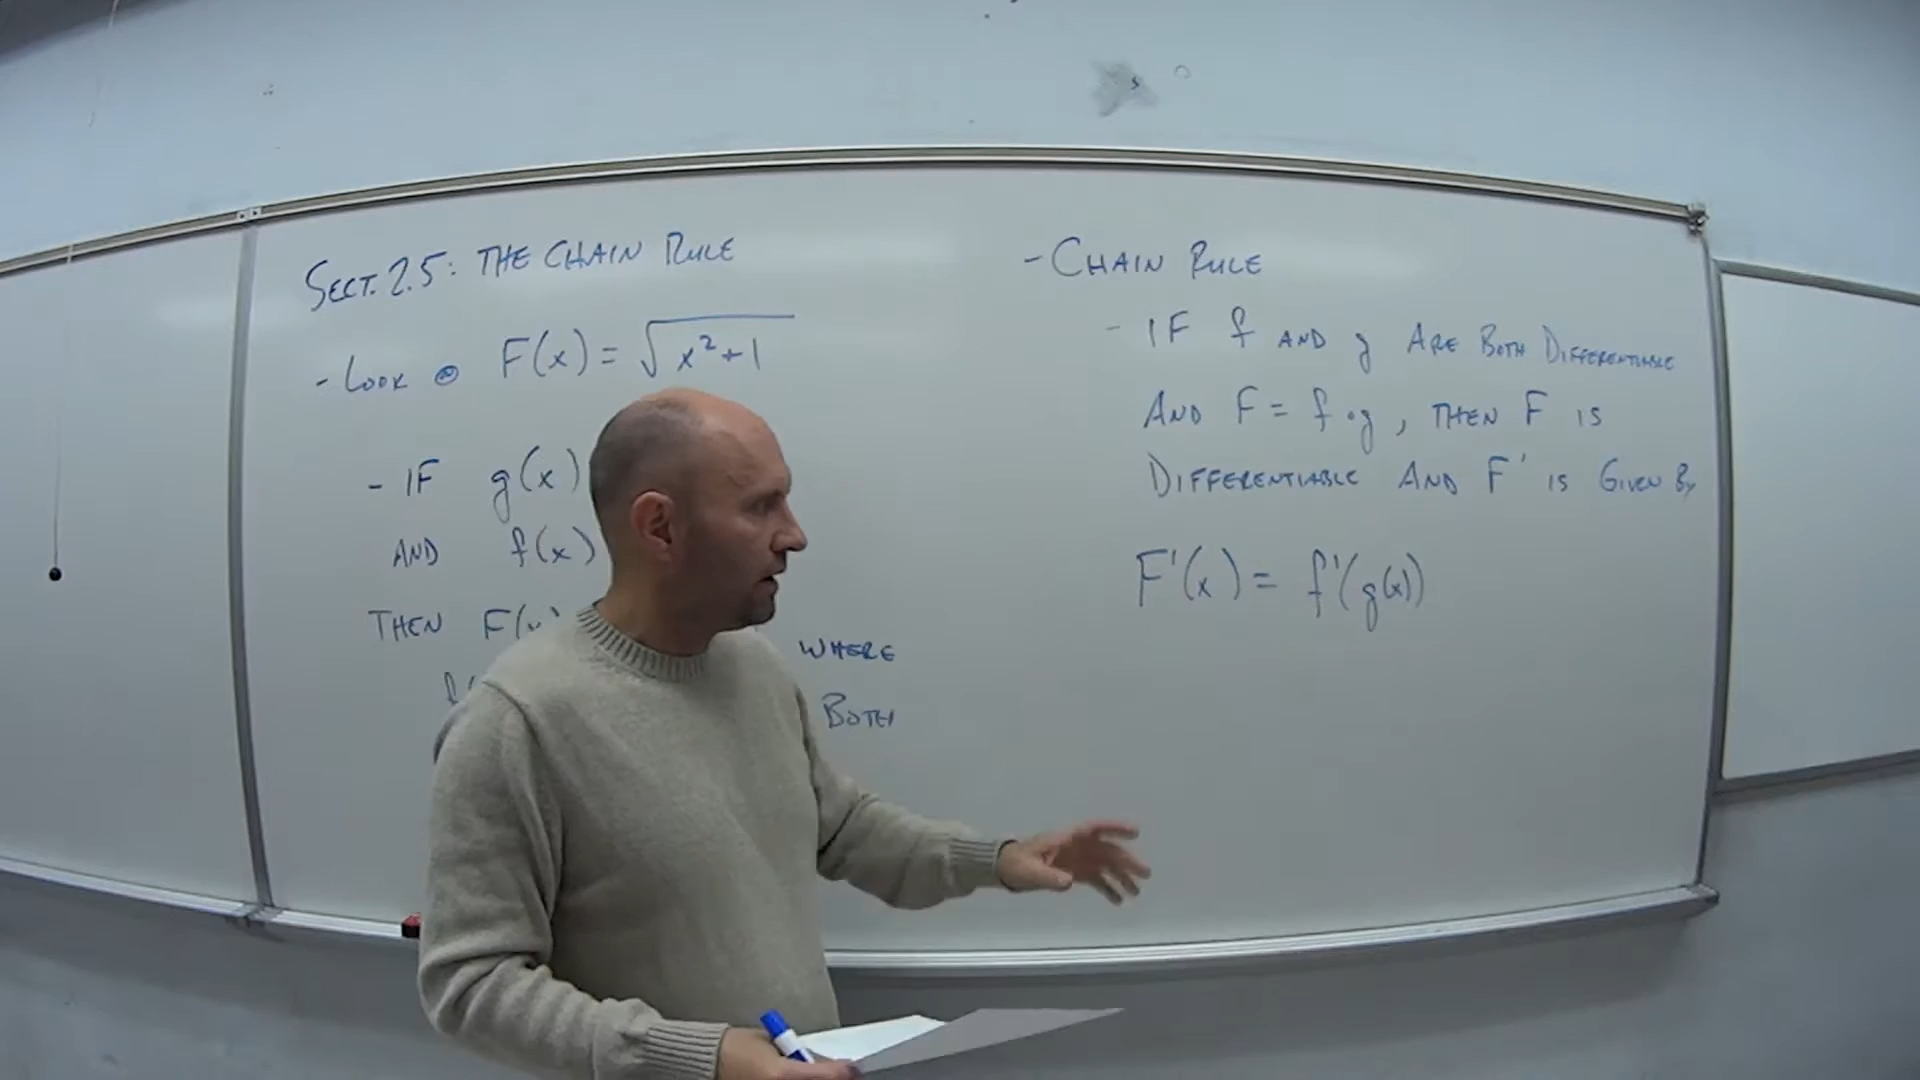 SECT. 2.5: THE CHAIN RULE
- LOOK @ F(x) = √x²+1
- IF g(x)
AND f(x)
THEN F(x)
WHERE
BOTH
- CHAIN RULE
- IF f AND g ARE BOTH DIFFERENTIABLE
AND F = f∘g, THEN F IS
DIFFERENTIABLE AND F' IS GIVEN BY
F'(x) = f'(g(x))